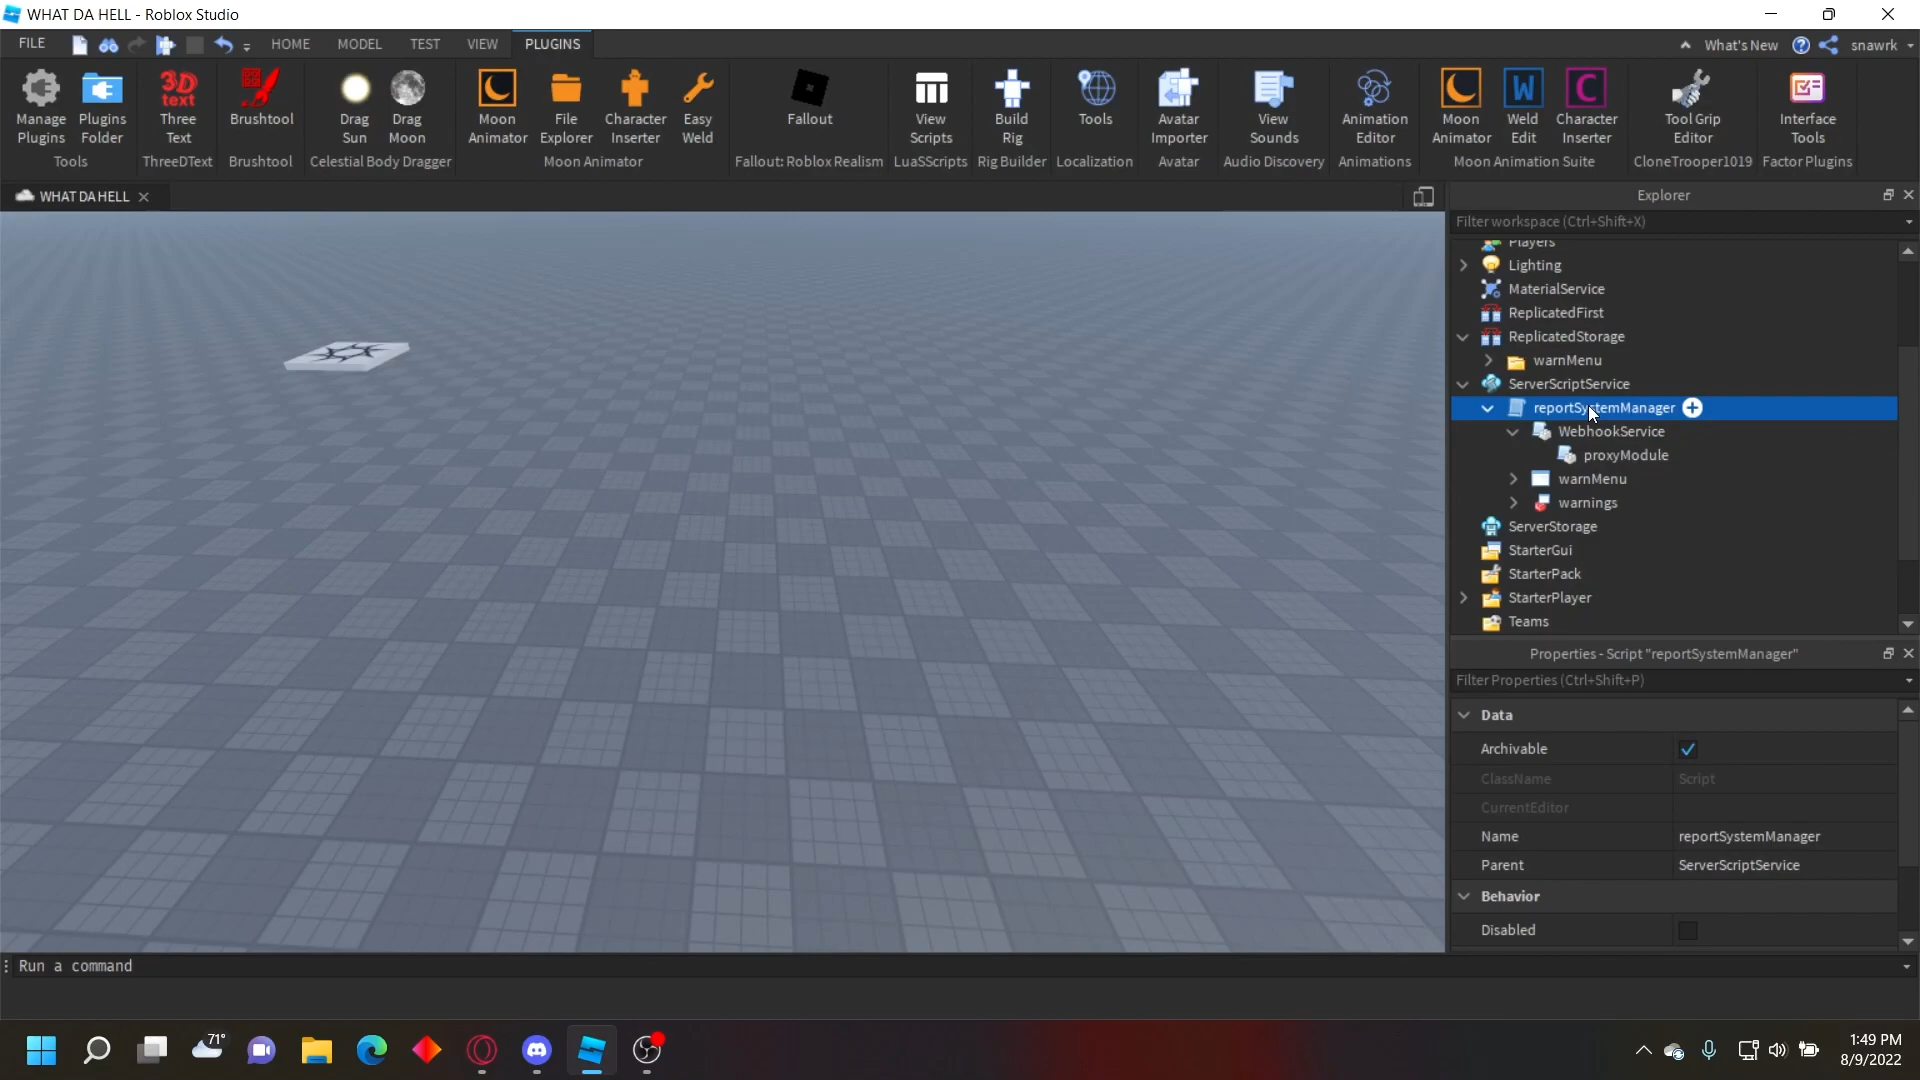 WHAT DA HELL - Roblox Studio
FILE HOME MODEL TEST VIEW PLUGINS What's New snawrk
Manage Plugins
Plugins Folder
Tools
3D text
Three Text
ThreeDText
Brushtool
Brushtool
Drag Sun
Drag Moon
Celestial Body Dragger
Moon Animator
File Explorer
Character Inserter
Easy Weld
Moon Animator
Fallout
Fallout: Roblox Realism
View Scripts
LuaSScripts
Build Rig
Rig Builder
Tools
Localization
Avatar Importer
Avatar
View Sounds
Audio Discovery
Animation Editor
Animations
Moon Animator
W
Weld Edit
C
Character Inserter
Moon Animation Suite
Tool Grip Editor
CloneTrooper1019
Interface Tools
Factor Plugins
WHAT DA HELL
Explorer
Filter workspace (Ctrl+Shift+X)
Players
Lighting
MaterialService
ReplicatedFirst
ReplicatedStorage
warnMenu
ServerScriptService
reportSystemManager
WebhookService
proxyModule
warnMenu
warnings
ServerStorage
StarterGui
StarterPack
StarterPlayer
Teams
Properties - Script "reportSystemManager"
Filter Properties (Ctrl+Shift+P)
Data
Archivable
ClassName Script
CurrentEditor
Name reportSystemManager
Parent ServerScriptService
Behavior
Disabled
Run a command
71°
1:49 PM
8/9/2022